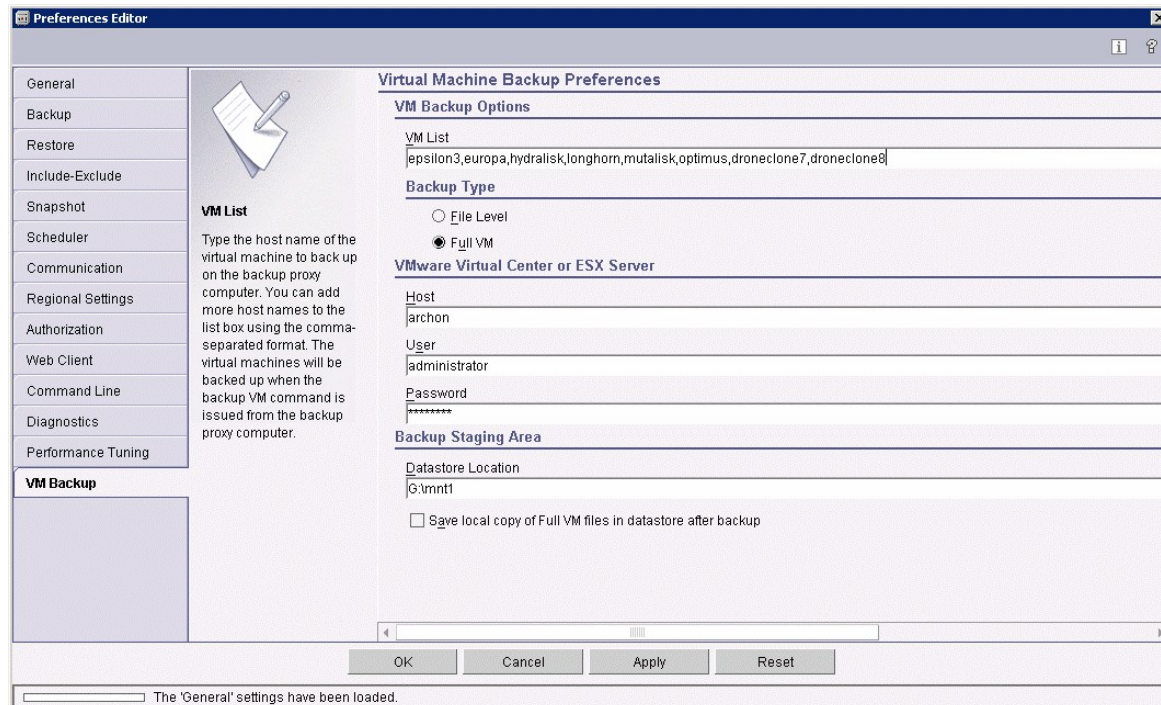 Preferences Editor
General
Backup
Restore
Include-Exclude
Snapshot
Scheduler
Communication
Regional Settings
Authorization
Web Client
Command Line
Diagnostics
Performance Tuning
VM Backup
VM List
Type the host name of the
virtual machine to back up
on the backup proxy
computer. You can add
more host names to the
list box using the comma-
separated format. The
virtual machines will be
backed up when the
backup VM command is
issued from the backup
proxy computer.
Virtual Machine Backup Preferences
VM Backup Options
VM List
epsilon3,europa,hydralisk,longhorn,mutalisk,optimus,droneclone7,droneclone8
Backup Type
File Level
Full VM
VMware Virtual Center or ESX Server
Host
archon
User
administrator
Password
********
Backup Staging Area
Datastore Location
G:\mnt1
Save local copy of Full VM files in datastore after backup
OK Cancel Apply Reset
The 'General' settings have been loaded.